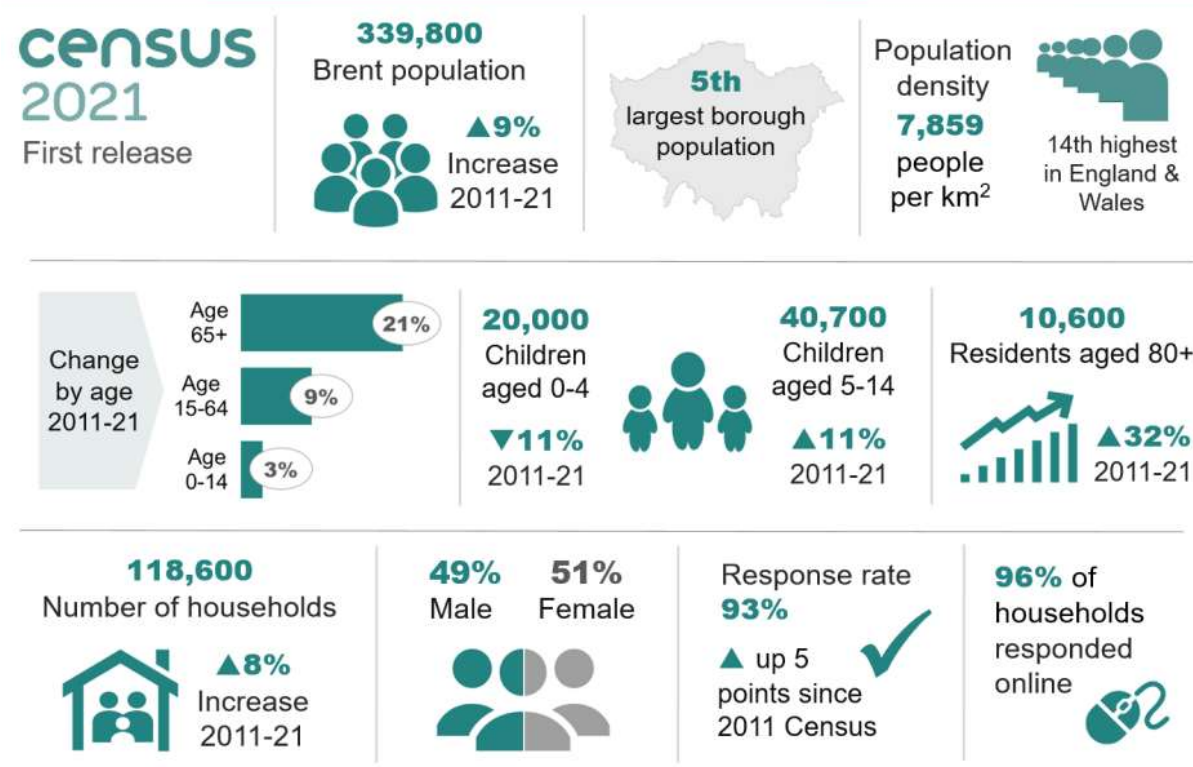 census
2021
First release
339,800
Brent population
▲9%
Increase
2011-21
5th
largest borough
population
Population
density
7,859
people
per km²
14th highest
in England &
Wales
Change
by age
2011-21
Age
65+
21%
Age
15-64
9%
Age
0-14
3%
20,000
Children
aged 0-4
▼11%
2011-21
40,700
Children
aged 5-14
▲11%
2011-21
10,600
Residents aged 80+
▲32%
2011-21
118,600
Number of households
▲8%
Increase
2011-21
49%
Male
51%
Female
Response rate
93%
▲ up 5
points since
2011 Census
96% of
households
responded
online